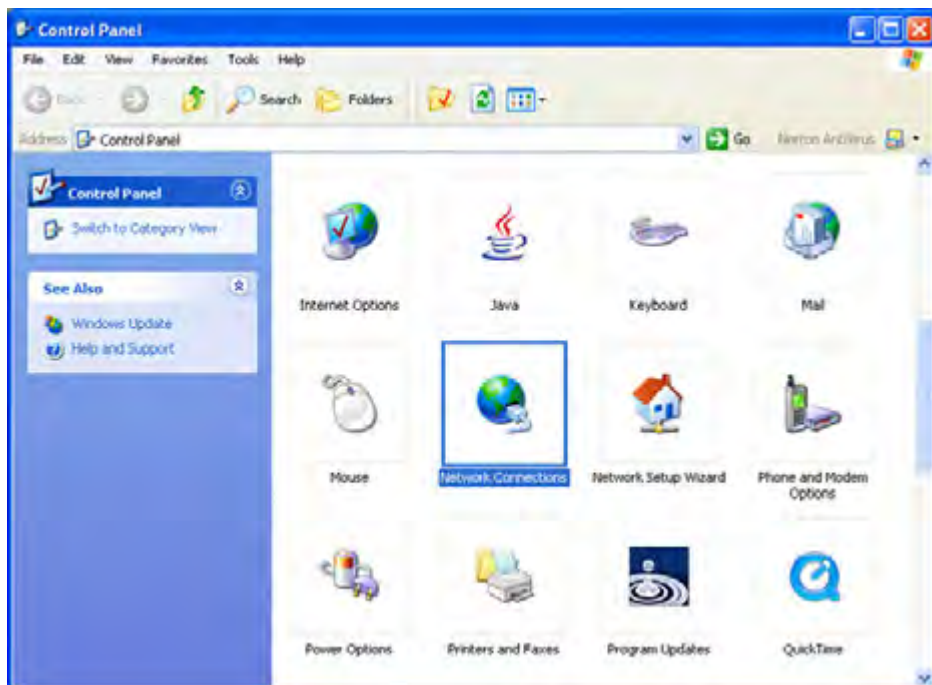 Control Panel
File Edit View Favorites Tools Help
Back Search Folders
Address Control Panel Go Norton AntiVirus
Control Panel
Switch to Category View
See Also
Windows Update
Help and Support
Internet Options Java Keyboard Mail
Mouse Network Connections Network Setup Wizard Phone and Modem
Options
Power Options Printers and Faxes Program Updates QuickTime